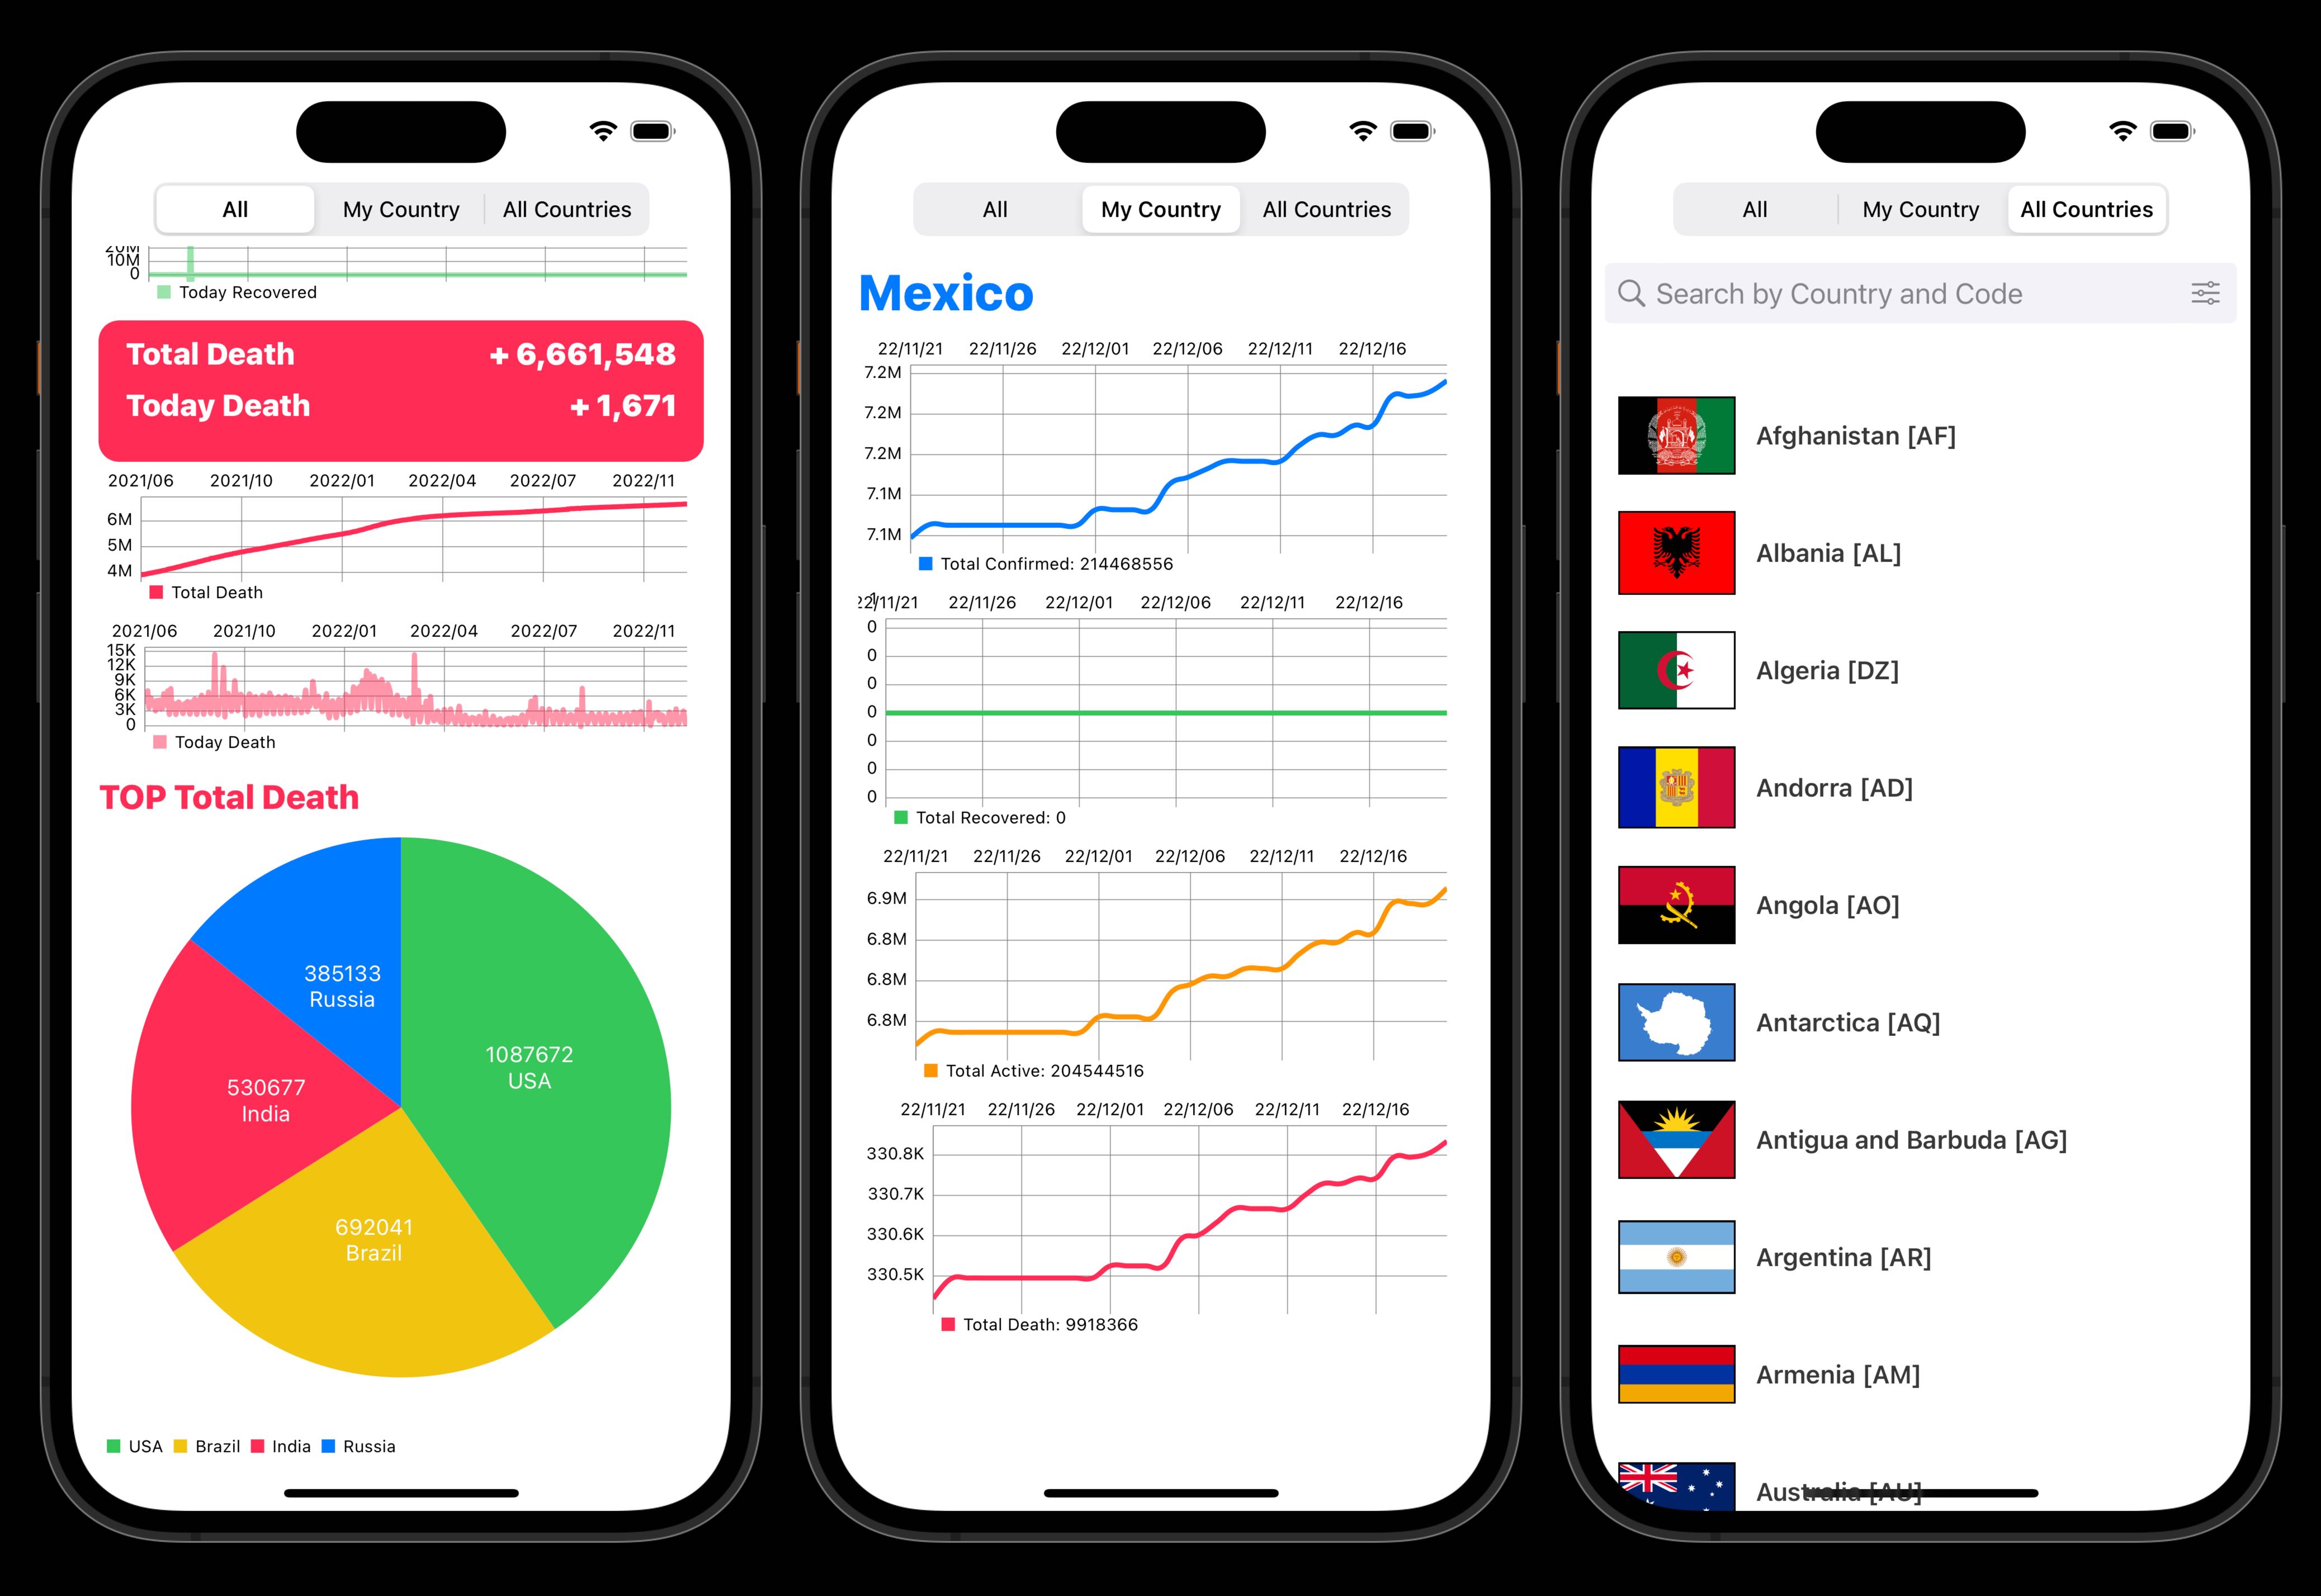 All My Country All Countries
20M
10M
0
Today Recovered
Total Death + 6,661,548
Today Death + 1,671
2021/06 2021/10 2022/01 2022/04 2022/07 2022/11
6M
5M
4M
Total Death
2021/06 2021/10 2022/01 2022/04 2022/07 2022/11
15K
12K
9K
6K
3K
0
Today Death
TOP Total Death
385133
Russia
1087672
USA
530677
India
692041
Brazil
USA Brazil India Russia
All My Country All Countries
Mexico
22/11/21 22/11/26 22/12/01 22/12/06 22/12/11 22/12/16
7.2M
7.2M
7.2M
7.1M
7.1M
Total Confirmed: 214468556
22/11/21 22/11/26 22/12/01 22/12/06 22/12/11 22/12/16
1
0
0
0
0
0
0
0
Total Recovered: 0
22/11/21 22/11/26 22/12/01 22/12/06 22/12/11 22/12/16
6.9M
6.8M
6.8M
6.8M
Total Active: 204544516
22/11/21 22/11/26 22/12/01 22/12/06 22/12/11 22/12/16
330.8K
330.7K
330.6K
330.5K
Total Death: 9918366
All My Country All Countries
Search by Country and Code
Afghanistan [AF]
Albania [AL]
Algeria [DZ]
Andorra [AD]
Angola [AO]
Antarctica [AQ]
Antigua and Barbuda [AG]
Argentina [AR]
Armenia [AM]
Australia [AU]